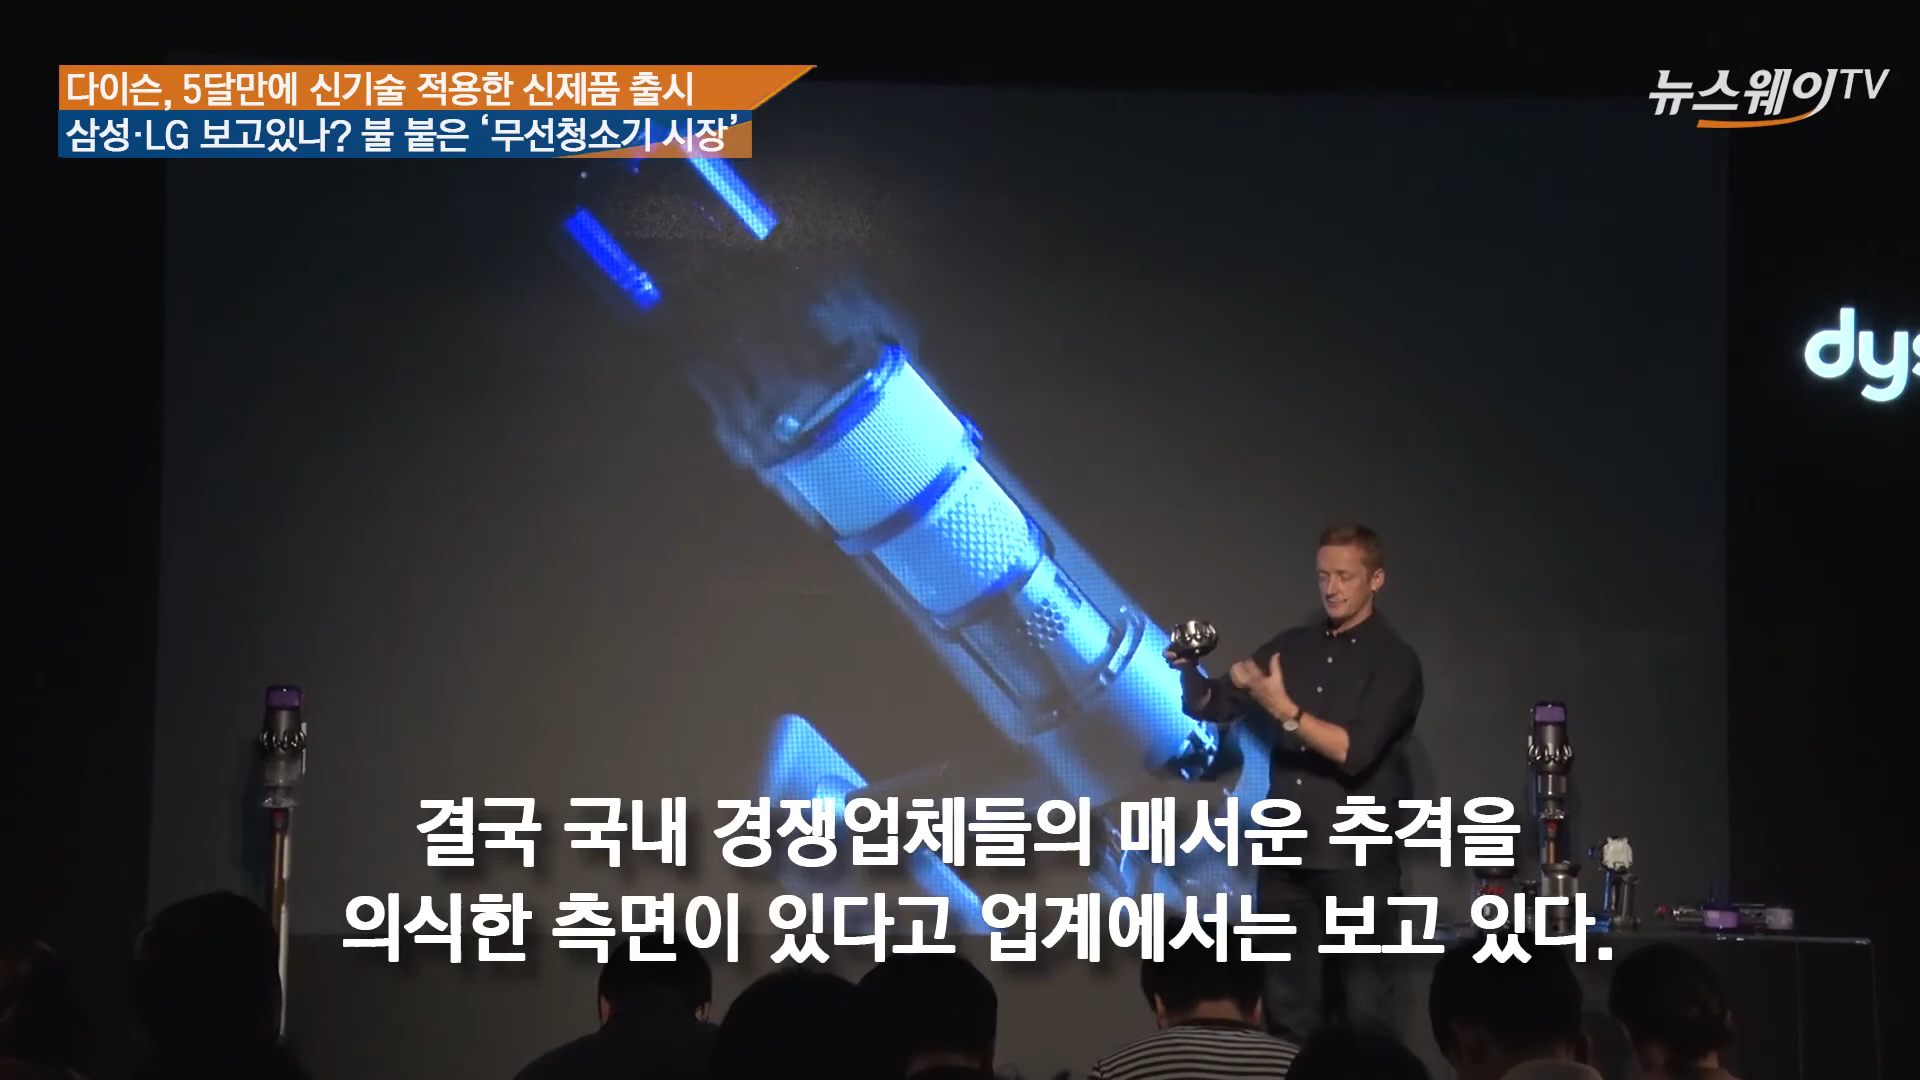 다이슨, 5달만에 신기술 적용한 신제품 출시
삼성·LG 보고있나? 불 붙은 ‘무선청소기 시장’
뉴스웨이TV
dys
결국 국내 경쟁업체들의 매서운 추격을
의식한 측면이 있다고 업계에서는 보고 있다.